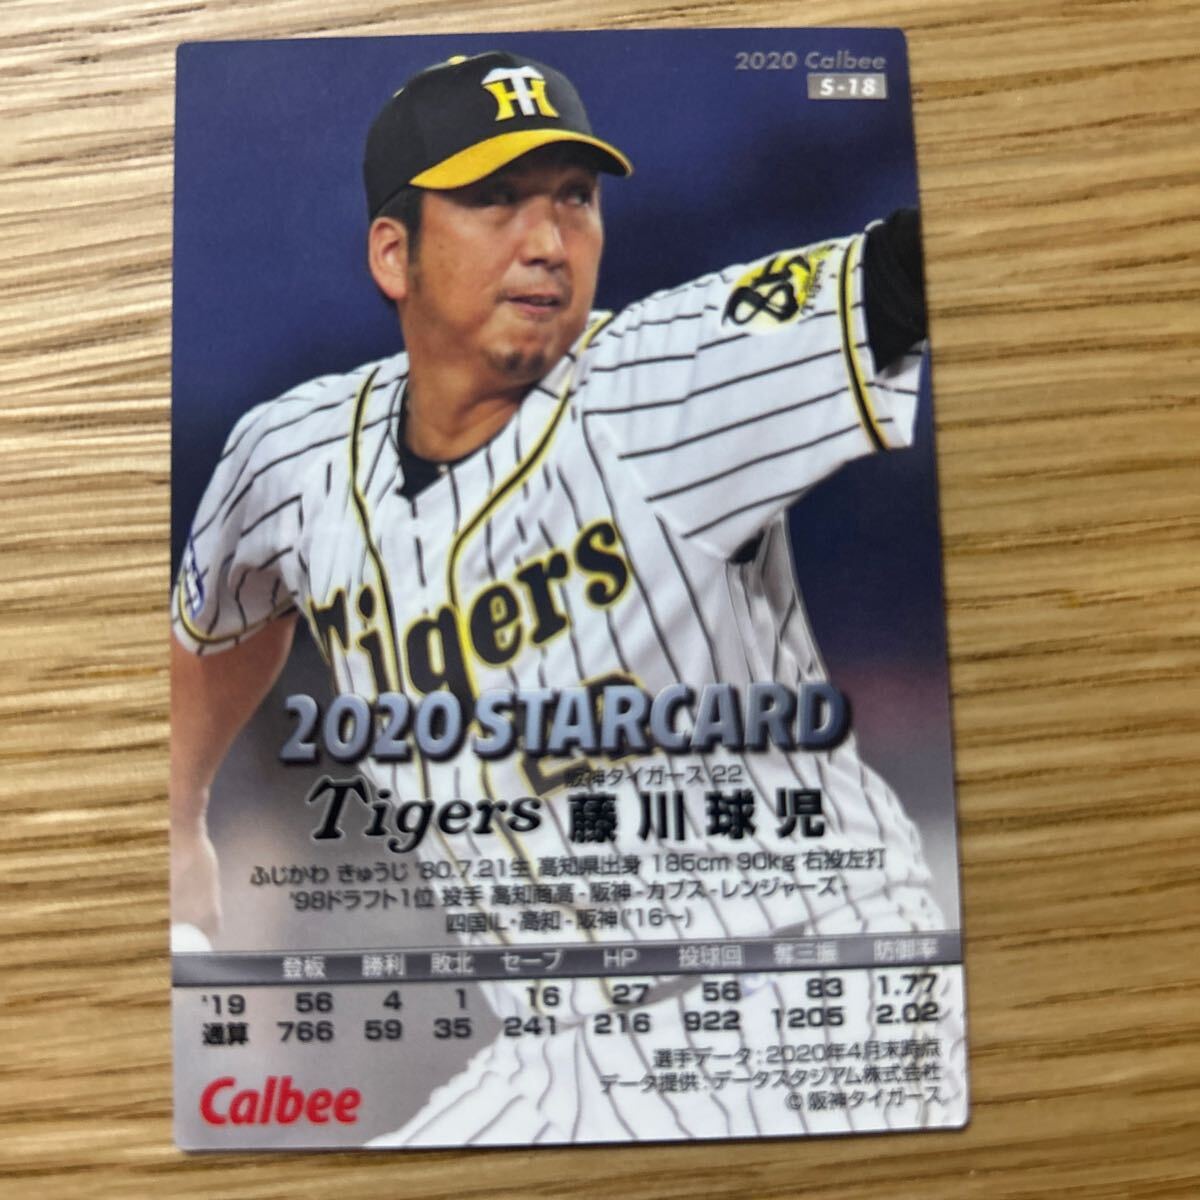 2020 Calbee
S-18
Tigers
2020 STARCARD
阪神タイガース 22
Tigers 藤川球児
ふじかわ きゅうじ '80.7.21生 高知県出身 185cm 90kg 右投左打
'98ドラフト1位 投手 高知商高-阪神-カブス-レンジャーズ-
四国IL・高知-阪神('16〜)
登板 勝利 敗北 セーブ HP 投球回 奪三振 防御率
'19 56 4 1 16 27 56 83 1.77
通算 766 59 35 241 216 922 1205 2.02
選手データ:2020年4月末時点
データ提供:データスタジアム株式会社
© 阪神タイガース
Calbee